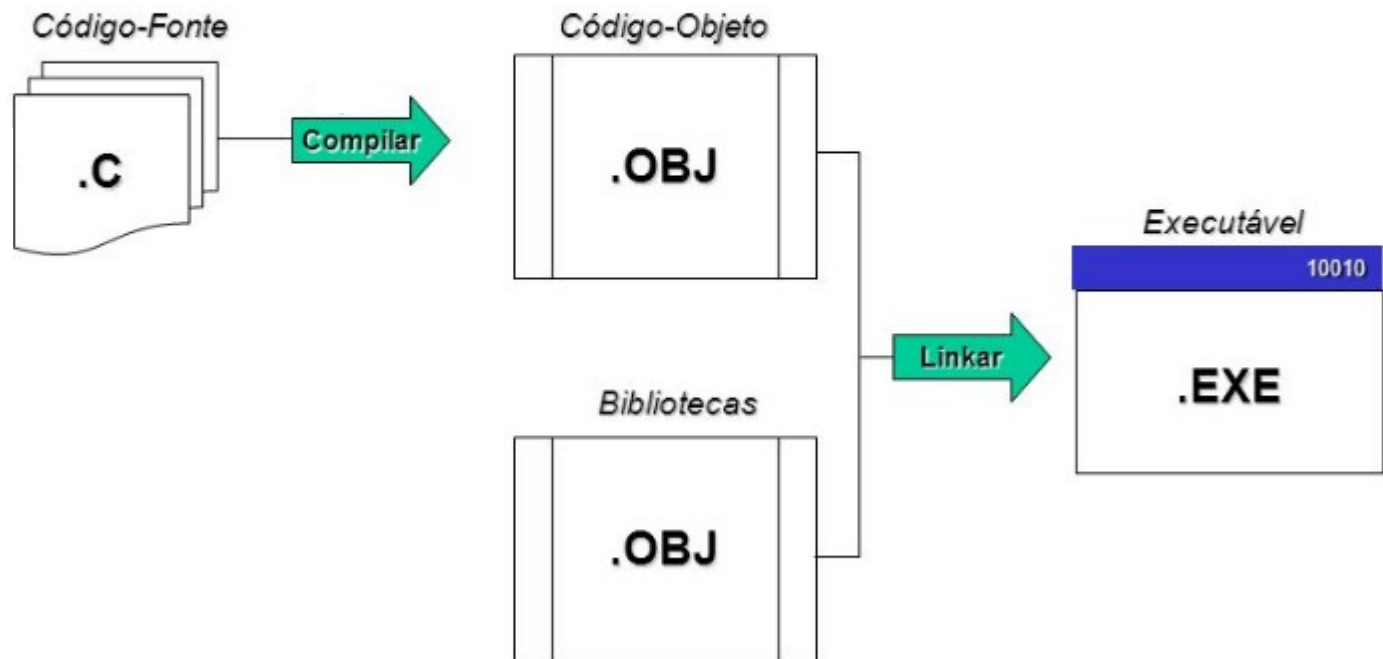 Código-Fonte
.C
Compilar
Código-Objeto
.OBJ
Bibliotecas
.OBJ
Linkar
Executável
10010
.EXE